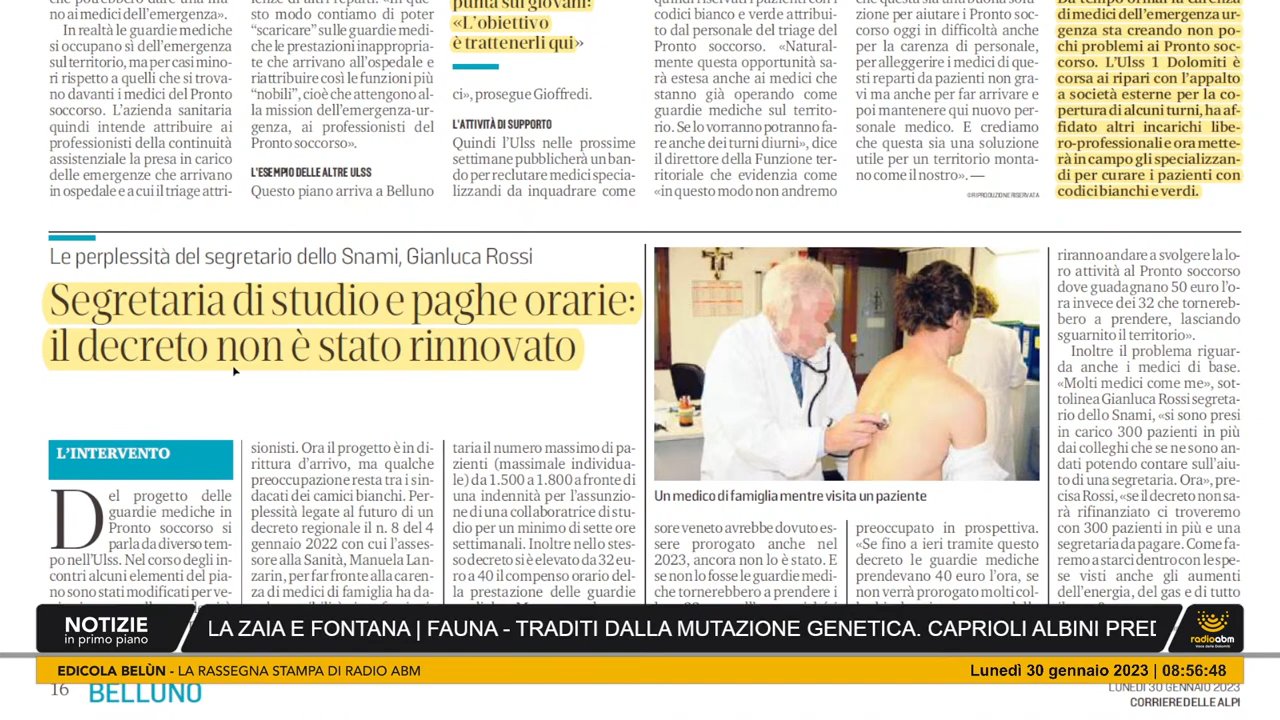 no ai medici dell'emergenza».
In realtà le guardie mediche
si occupano sì dell'emergenza
sul territorio, ma per casi mino-
ri rispetto a quelli che si trova-
no davanti i medici del Pronto
soccorso. L'azienda sanitaria
quindi intende attribuire ai
professionisti della continuità
assistenziale la presa in carico
delle emergenze che arrivano
in ospedale e a cui il triage attri-
sto modo contiamo di poter
"scaricare" sulle guardie medi-
che le prestazioni inappropria-
te che arrivano all'ospedale e
riattribuire così le funzioni più
"nobili", cioè che attengono al-
la mission dell'emergenza-ur-
genza, ai professionisti del
Pronto soccorso».
L'ESEMPIO DELLE ALTRE ULSS
Questo piano arriva a Belluno
punta sui giovani:
«L'obiettivo
è trattenerli qui»
ci», prosegue Gioffredi.
L'ATTIVITÀ DI SUPPORTO
Quindi l'Ulss nelle prossime
settimane pubblicherà un ban-
do per reclutare medici specia-
lizzandi da inquadrare come
codici bianco e verde attribui-
to dal personale del triage del
Pronto soccorso. «Natural-
mente questa opportunità sa-
rà estesa anche ai medici che
stanno già operando come
guardie mediche sul territo-
rio. Se lo vorranno potranno fa-
re anche dei turni diurni», dice
il direttore della Funzione ter-
ritoriale che evidenzia come
«in questo modo non andremo
che questa sia una buona solu-
zione per aiutare i Pronto soc-
corso oggi in difficoltà anche
per la carenza di personale,
per alleggerire i medici di que-
sti reparti da pazienti non gra-
vi ma anche per far arrivare e
poi mantenere qui nuovo per-
sonale medico. E crediamo
che questa sia una soluzione
utile per un territorio monta-
no come il nostro». —
©RIPRODUZIONE RISERVATA
Da tempo ormai la carenza
di medici dell'emergenza ur-
genza sta creando non po-
chi problemi ai Pronto soc-
corso. L'Ulss 1 Dolomiti è
corsa ai ripari con l'appalto
a società esterne per la co-
pertura di alcuni turni, ha af-
fidato altri incarichi libe-
ro-professionali e ora mette-
rà in campo gli specializzan-
di per curare i pazienti con
codici bianchi e verdi.
Le perplessità del segretario dello Snami, Gianluca Rossi
Segretaria di studio e paghe orarie:
il decreto non è stato rinnovato
L'INTERVENTO
Del progetto delle
guardie mediche in
Pronto soccorso si
parla da diverso tem-
po nell'Ulss. Nel corso degli in-
contri alcuni elementi del pia-
no sono stati modificati per ve-
sionisti. Ora il progetto è in di-
rittura d'arrivo, ma qualche
preoccupazione resta tra i sin-
dacati dei camici bianchi. Per-
plessità legate al futuro di un
decreto regionale il n. 8 del 4
gennaio 2022 con cui l'asses-
sore alla Sanità, Manuela Lan-
zarin, per far fronte alla caren-
za di medici di famiglia ha da-
taria il numero massimo di pa-
zienti (massimale individua-
le) da 1.500 a 1.800 a fronte di
una indennità per l'assunzio-
ne di una collaboratrice di stu-
dio per un minimo di sette ore
settimanali. Inoltre nello stes-
so decreto si è elevato da 32 eu-
ro a 40 il compenso orario del-
la prestazione delle guardie
Un medico di famiglia mentre visita un paziente
sore veneto avrebbe dovuto es-
sere prorogato anche nel
2023, ancora non lo è stato. E
se non lo fosse le guardie medi-
che tornerebbero a prendere i
preoccupato in prospettiva.
«Se fino a ieri tramite questo
decreto le guardie mediche
prendevano 40 euro l'ora, se
non verrà prorogato molti col-
riranno andare a svolgere la lo-
ro attività al Pronto soccorso
dove guadagnano 50 euro l'o-
ra invece dei 32 che tornereb-
bero a prendere, lasciando
sguarnito il territorio».
Inoltre il problema riguar-
da anche i medici di base.
«Molti medici come me», sot-
tolinea Gianluca Rossi segreta-
rio dello Snami, «si sono presi
in carico 300 pazienti in più
dai colleghi che se ne sono an-
dati potendo contare sull'aiu-
to di una segretaria. Ora», pre-
cisa Rossi, «se il decreto non sa-
rà rifinanziato ci troveremo
con 300 pazienti in più e una
segretaria da pagare. Come fa-
remo a starci dentro con le spe-
se visti anche gli aumenti
dell'energia, del gas e di tutto
NOTIZIE
in primo piano
LA ZAIA E FONTANA | FAUNA - TRADITI DALLA MUTAZIONE GENETICA. CAPRIOLI ALBINI PRED
radioabm
Voce delle Dolomiti
EDICOLA BELÙN - LA RASSEGNA STAMPA DI RADIO ABM
Lunedì 30 gennaio 2023 | 08:56:48
16 BELLUNO
LUNEDÌ 30 GENNAIO 2023
CORRIERE DELLE ALPI